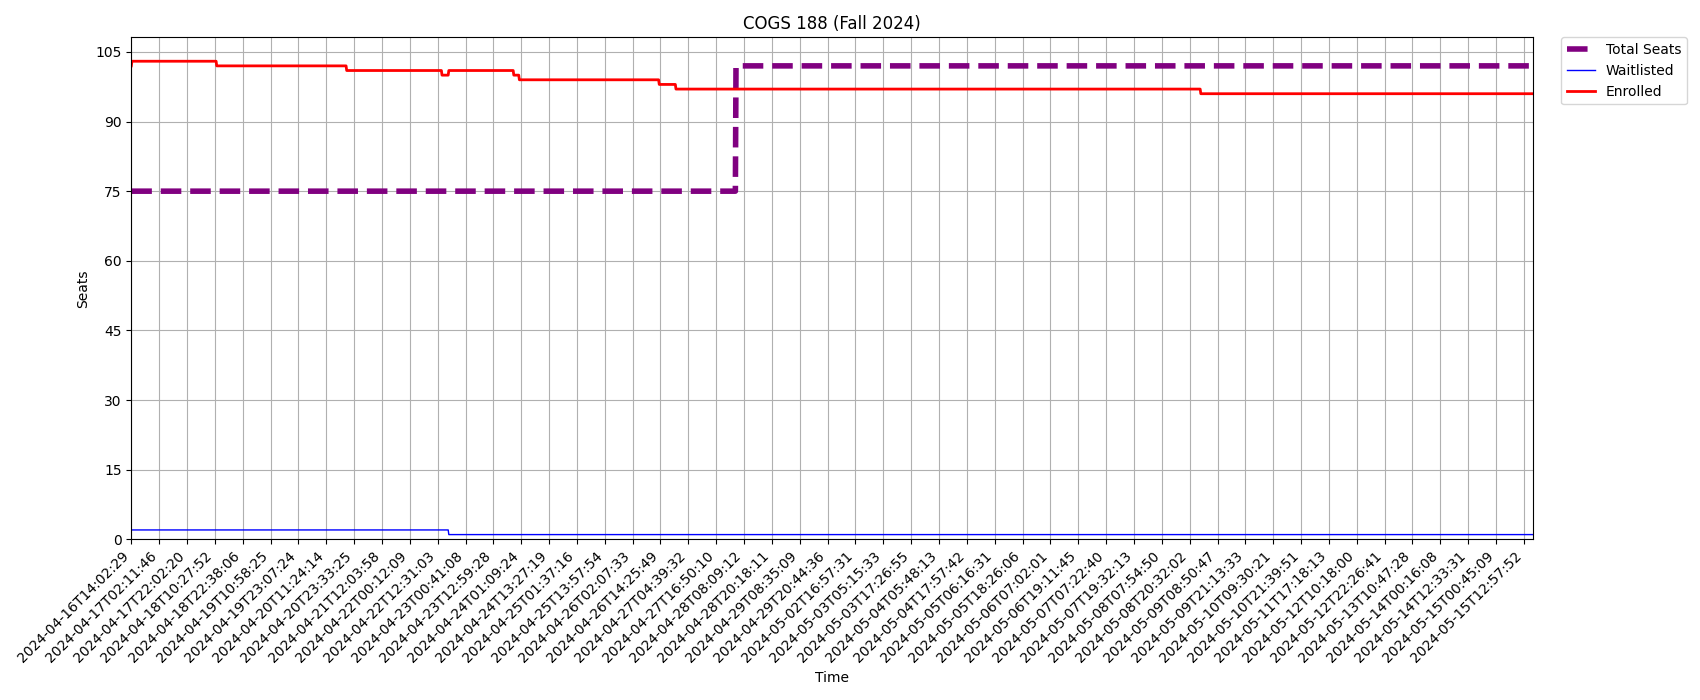 COGS 188 (Fall 2024)
Total Seats
Waitlisted
Enrolled
105
90
75
60
45
30
15
0
Seats
2024-04-16T14:02:29
2024-04-17T02:11:46
2024-04-17T22:02:20
2024-04-18T10:27:52
2024-04-18T22:38:06
2024-04-19T10:58:25
2024-04-19T23:07:24
2024-04-20T11:24:14
2024-04-20T23:33:25
2024-04-21T12:03:58
2024-04-22T00:12:09
2024-04-22T12:31:03
2024-04-23T00:41:08
2024-04-23T12:59:28
2024-04-24T01:09:24
2024-04-24T13:27:19
2024-04-25T01:37:16
2024-04-25T13:57:54
2024-04-26T02:07:33
2024-04-26T14:25:49
2024-04-27T04:39:32
2024-04-27T16:50:10
2024-04-28T08:09:12
2024-04-28T20:18:11
2024-04-29T08:35:09
2024-04-29T20:44:36
2024-05-02T16:57:31
2024-05-03T05:15:33
2024-05-03T17:26:55
2024-05-04T05:48:13
2024-05-04T17:57:42
2024-05-05T06:16:31
2024-05-05T18:26:06
2024-05-06T07:02:01
2024-05-06T19:11:45
2024-05-07T07:22:40
2024-05-07T19:32:13
2024-05-08T07:54:50
2024-05-08T20:32:02
2024-05-09T08:50:47
2024-05-09T21:13:33
2024-05-10T09:30:21
2024-05-10T21:39:51
2024-05-11T17:18:13
2024-05-12T10:18:00
2024-05-12T22:26:41
2024-05-13T10:47:28
2024-05-14T00:16:08
2024-05-14T12:33:31
2024-05-15T00:45:09
2024-05-15T12:57:52
Time